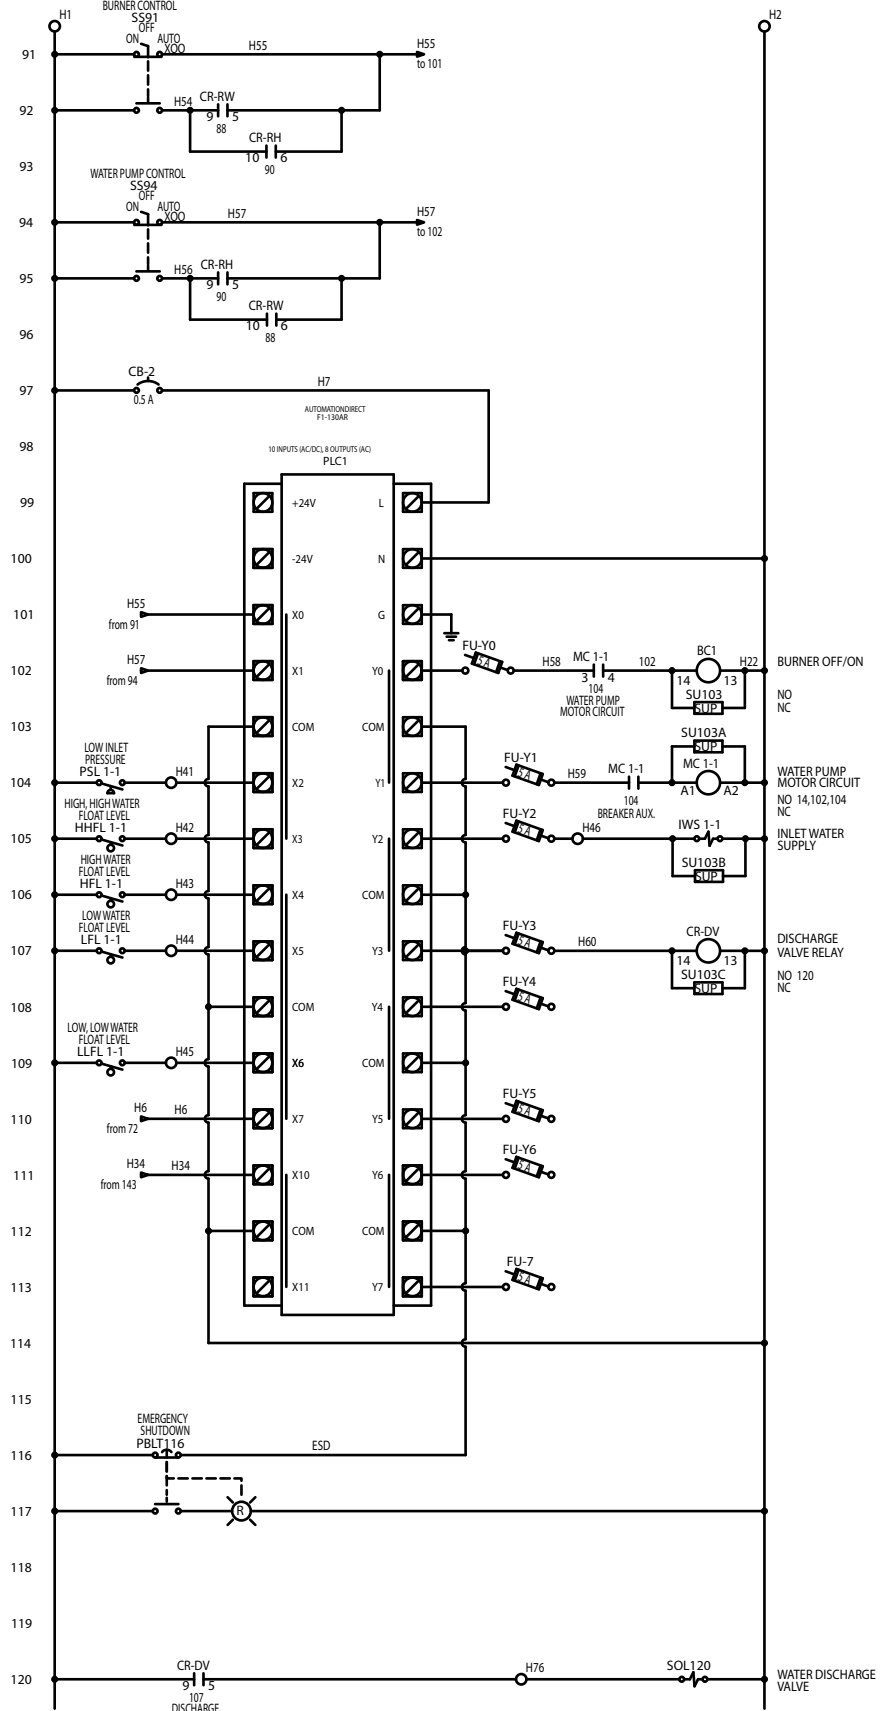 BURNER CONTROL
H1
SS91
H2
OFF
ON AUTO
XOO
91 H55 H55
to 101
92 H54 CR-RW
9 5
88
CR-RH
10 6
93 90
WATER PUMP CONTROL
SS94
OFF
ON AUTO
XOO
94 H57 H57
to 102
95 H56 CR-RH
9 5
90
CR-RW
10 6
96 88
CB-2
97 H7
0.5 A
AUTOMATIONDIRECT
F1-130AR
98 10 INPUTS (AC/DC), 8 OUTPUTS (AC)
PLC1
99 +24V L
100 -24V N
101 H55 X0 G
from 91
FU-Y0
5 A
102 H57 X1 Y0 H58 MC 1-1 102 BC1 H22 BURNER OFF/ON
from 94
3 4 14 13
104
WATER PUMP
MOTOR CIRCUIT
SU103
SUP
NO
NC
103 COM COM
SU103A
SUP
LOW INLET
PRESSURE
PSL 1-1
FU-Y1
5 A
104 H41 X2 Y1 H59 MC 1-1 MC 1-1 WATER PUMP
MOTOR CIRCUIT
A1 A2
104
BREAKER AUX.
NO 14,102,104
NC
HIGH, HIGH WATER
FLOAT LEVEL
HHFL 1-1
FU-Y2
5 A
105 H42 X3 Y2 H46 IWS 1-1 INLET WATER
SUPPLY
SU103B
SUP
HIGH WATER
FLOAT LEVEL
HFL 1-1
106 H43 X4 COM
LOW WATER
FLOAT LEVEL
LFL 1-1
FU-Y3
5 A
107 H44 X5 Y3 H60 CR-DV DISCHARGE
VALVE RELAY
14 13
SU103C
SUP
NO 120
NC
FU-Y4
5 A
108 COM Y4
LOW, LOW WATER
FLOAT LEVEL
LLFL 1-1
109 H45 X6 COM
FU-Y5
5 A
110 H6 H6 X7 Y5
from 72
FU-Y6
5 A
111 H34 H34 X10 Y6
from 143
112 COM COM
FU-7
5 A
113 X11 Y7
114
115
EMERGENCY
SHUTDOWN
PBLT116
116 ESD
117 R
118
119
120 CR-DV H76 SOL120 WATER DISCHARGE
VALVE
9 5
107
DISCHARGE